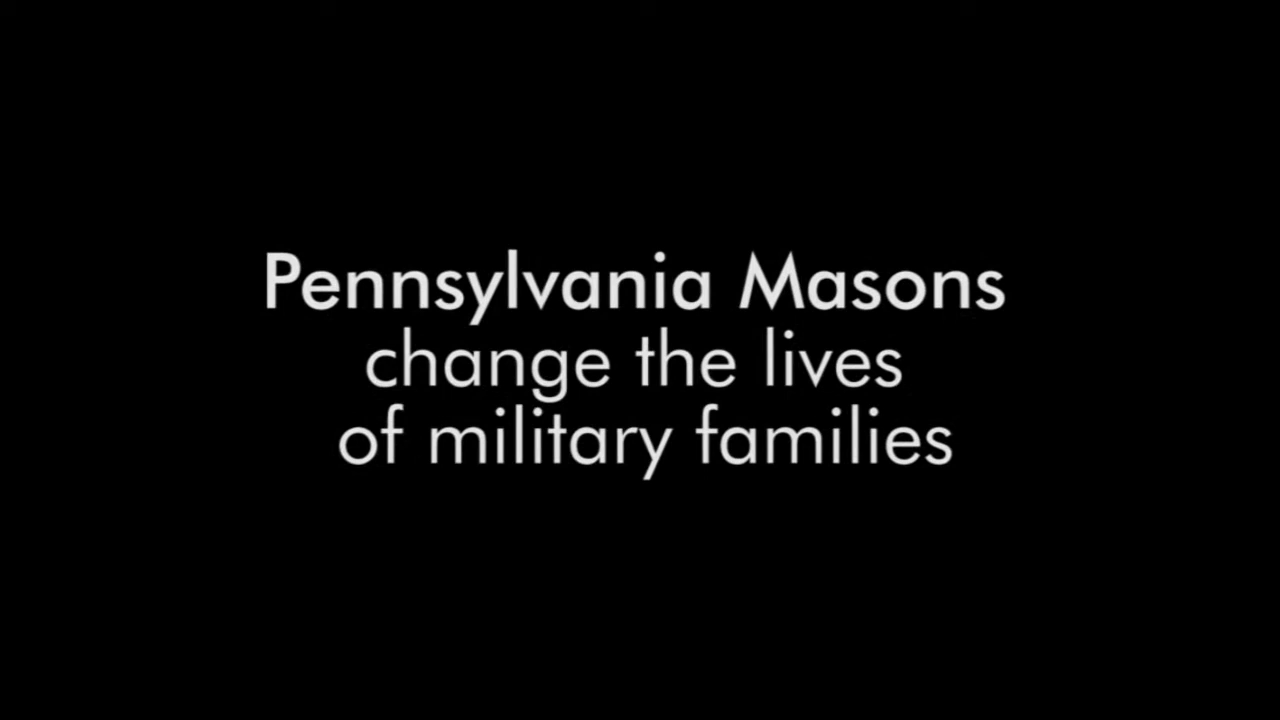 Pennsylvania Masons
change the lives
of military families